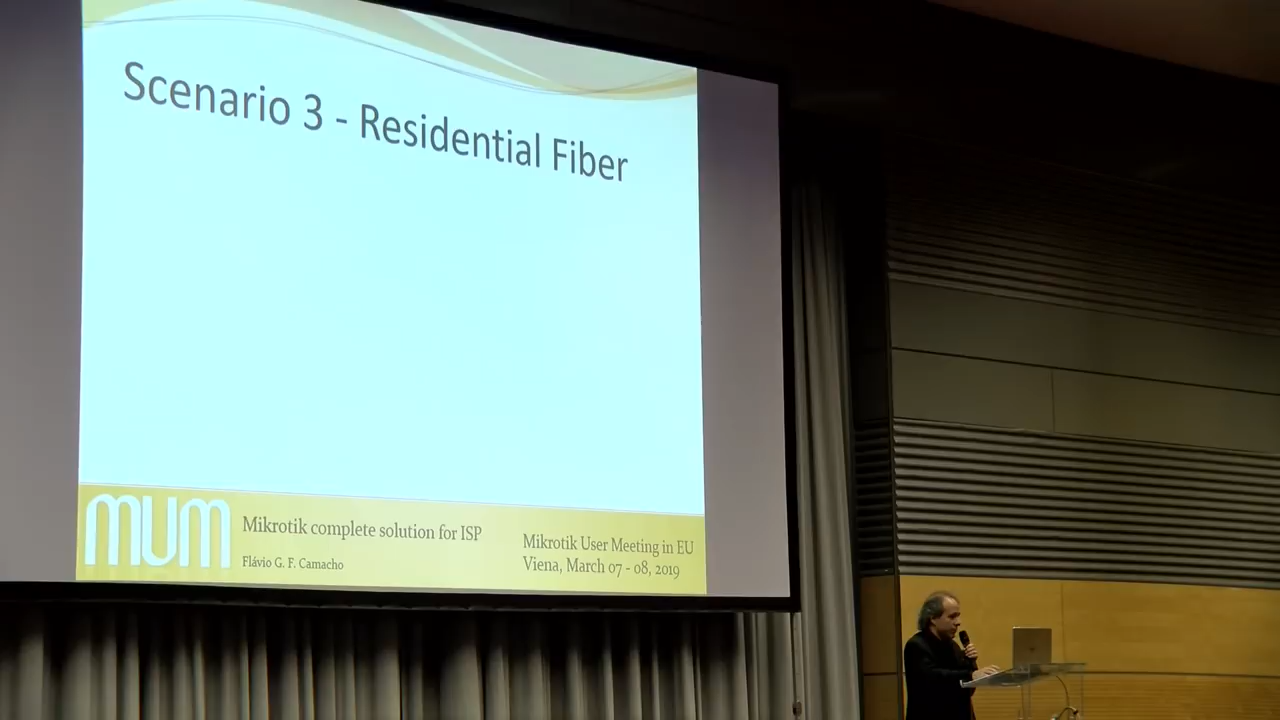 Scenario 3 - Residential Fiber
mum
Mikrotik complete solution for ISP
Flávio G. F. Camacho
Mikrotik User Meeting in EU
Viena, March 07 - 08, 2019